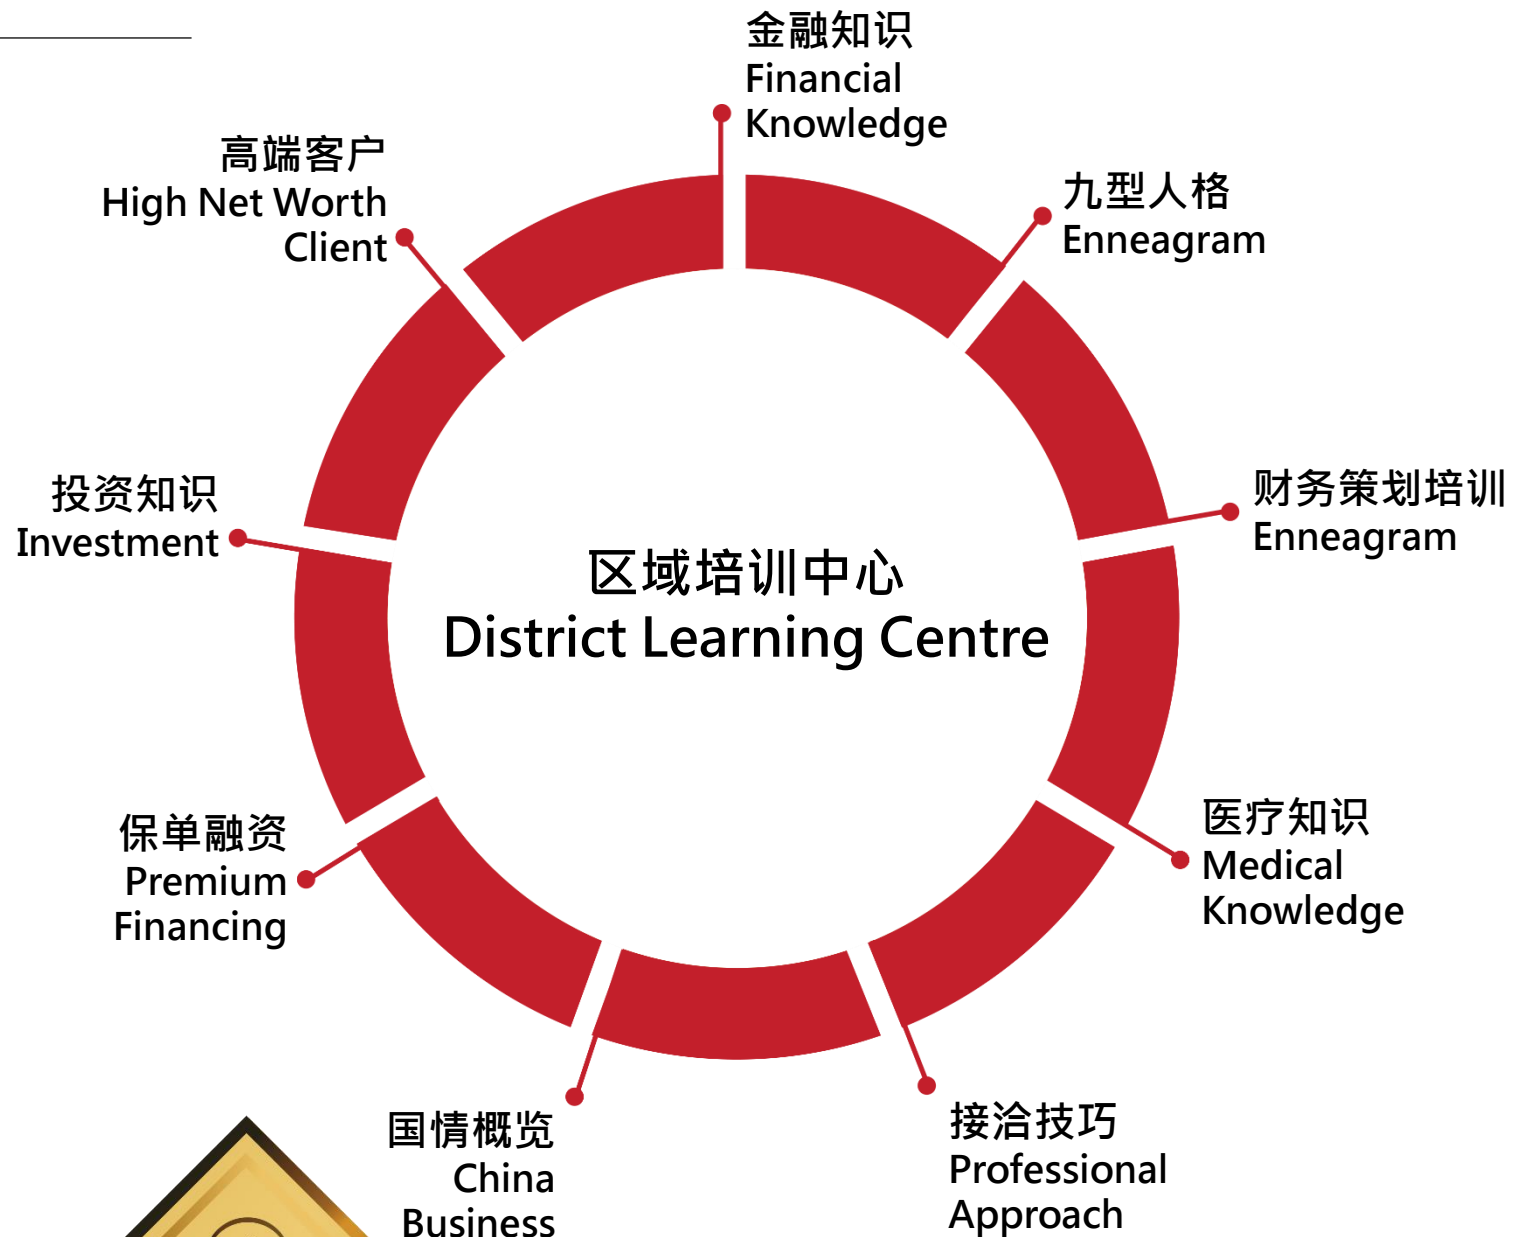 金融知识
Financial
Knowledge
九型人格
Enneagram
高端客户
High Net Worth
Client
财务策划培训
Enneagram
投资知识
Investment
区域培训中心
District Learning Centre
医疗知识
Medical
Knowledge
保单融资
Premium
Financing
接洽技巧
Professional
Approach
国情概览
China
Business